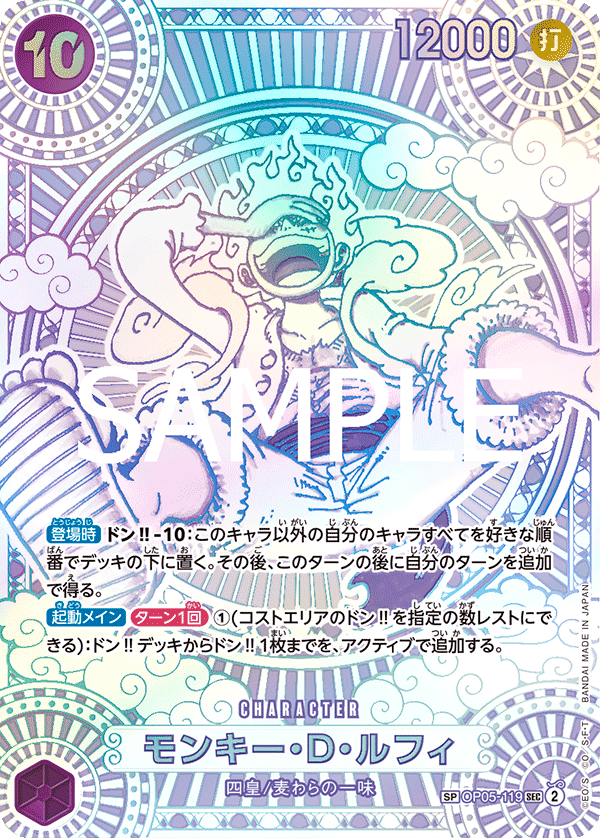 10
12000 打
SAMPLE
登場時 ドン!!-10:このキャラ以外の自分のキャラすべてを好きな順
番でデッキの下に置く。その後、このターンの後に自分のターンを追加
で得る。
起動メイン ターン1回 ①(コストエリアのドン!!を指定の数レストにで
きる):ドン!!デッキからドン!!1枚までを、アクティブで追加する。
CHARACTER
モンキー・D・ルフィ
四皇/麦わらの一味
SP OP05-119 SEC 2
©E.O/S. ©O/S,F,T BANDAI MADE IN JAPAN